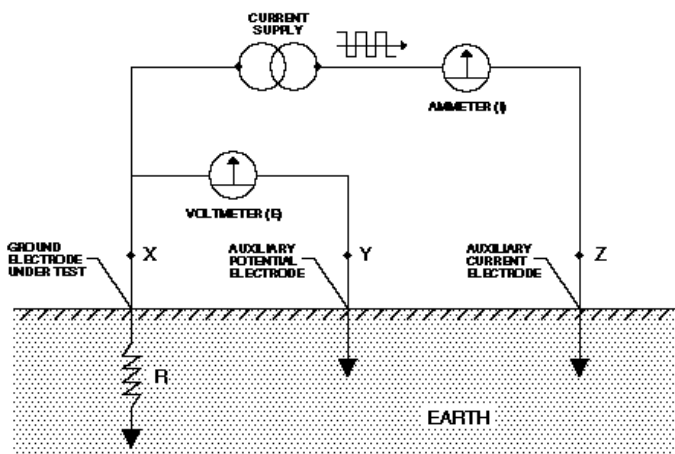 CURRENT
SUPPLY
AMMETER (I)
VOLTMETER (E)
GROUND
ELECTRODE
UNDER TEST
X
AUXILIARY
POTENTIAL
ELECTRODE
Y
AUXILIARY
CURRENT
ELECTRODE
Z
R
EARTH